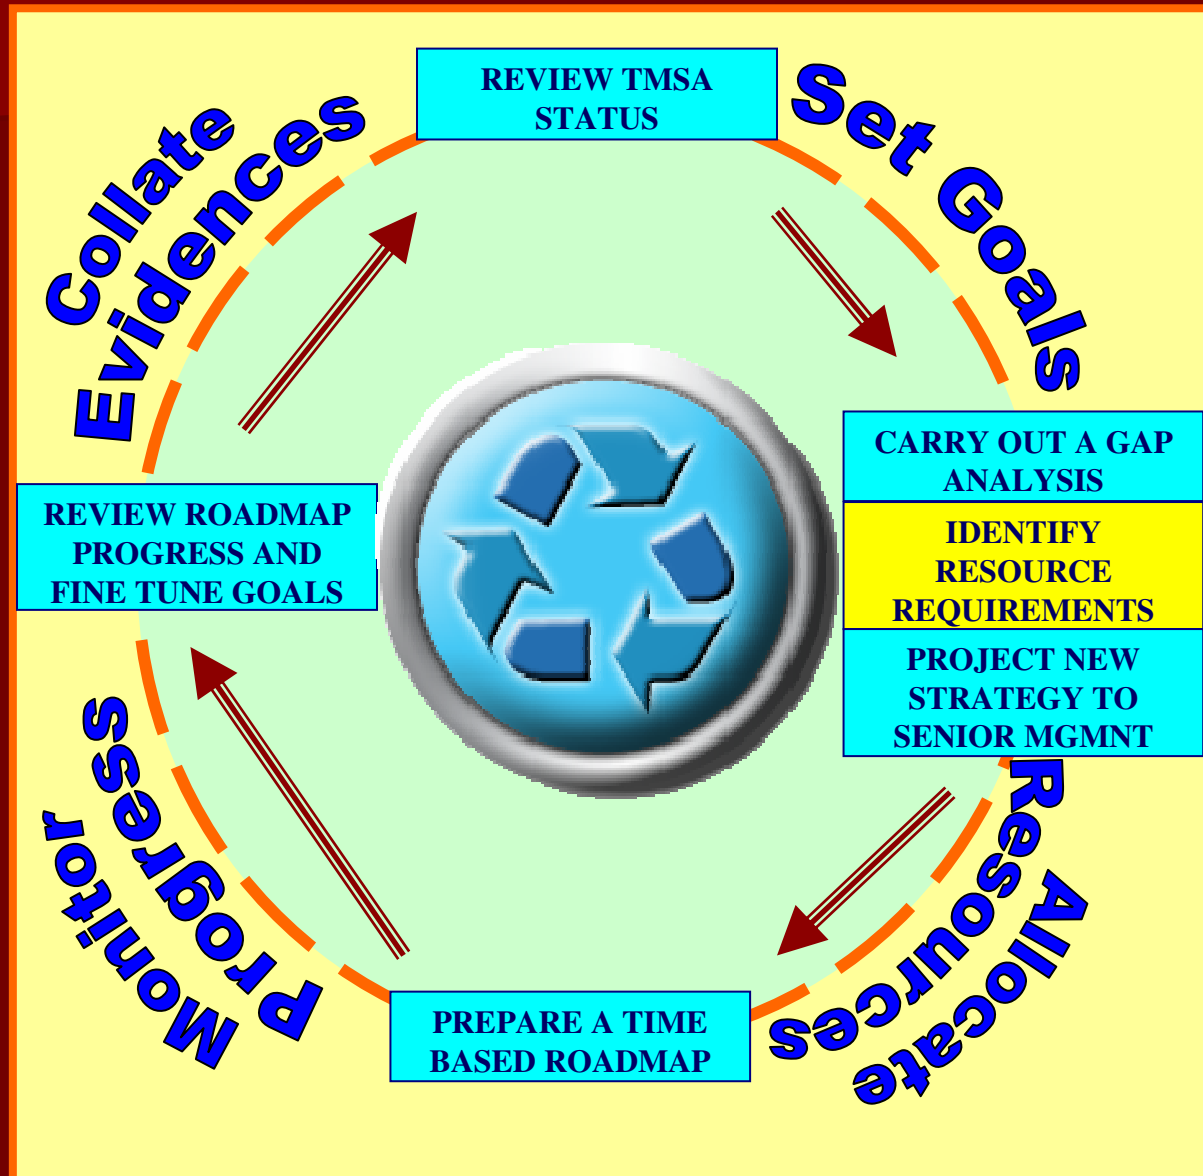 REVIEW TMSA
STATUS
Set Goals
CARRY OUT A GAP
ANALYSIS
IDENTIFY
RESOURCE
REQUIREMENTS
PROJECT NEW
STRATEGY TO
SENIOR MGMNT
Allocate
Resources
PREPARE A TIME
BASED ROADMAP
Monitor
Progress
REVIEW ROADMAP
PROGRESS AND
FINE TUNE GOALS
Collate
Evidences